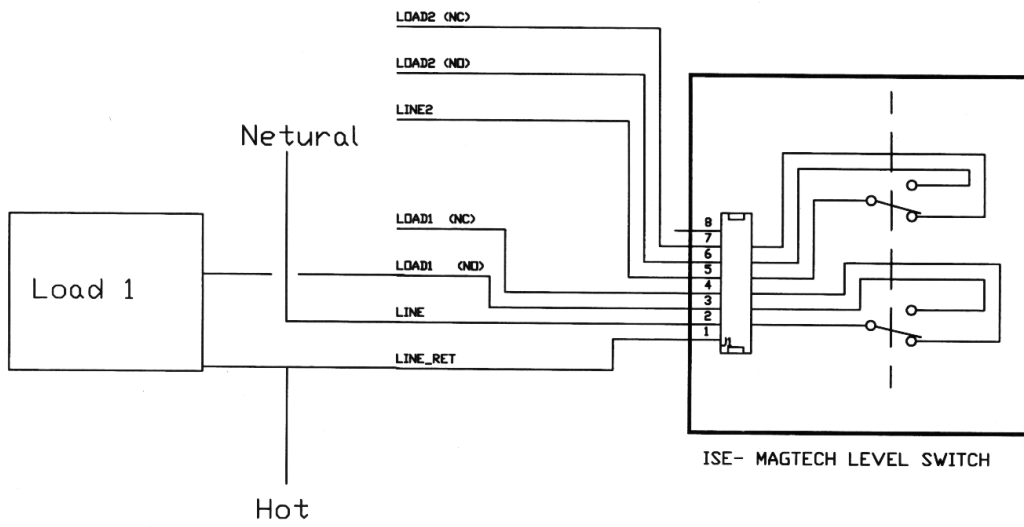 LOAD2 (NC)
LOAD2 (NO)
LINE2
Netural
LOAD1 (NC)
LOAD1 (NO)
Load 1
LINE
LINE_RET
Hot
8
7
6
5
4
3
2
1
J1
ISE- MAGTECH LEVEL SWITCH